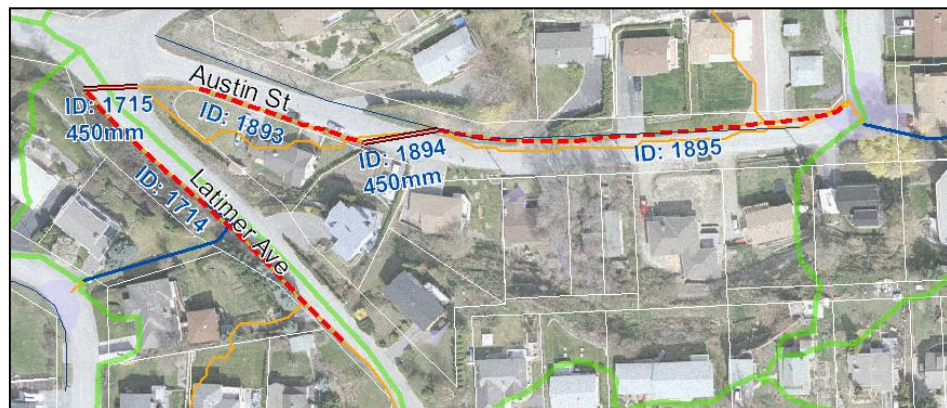 Austin St
ID: 1715
450mm
ID: 1893
ID: 1894
450mm
ID: 1895
ID: 1714
Latimer Ave